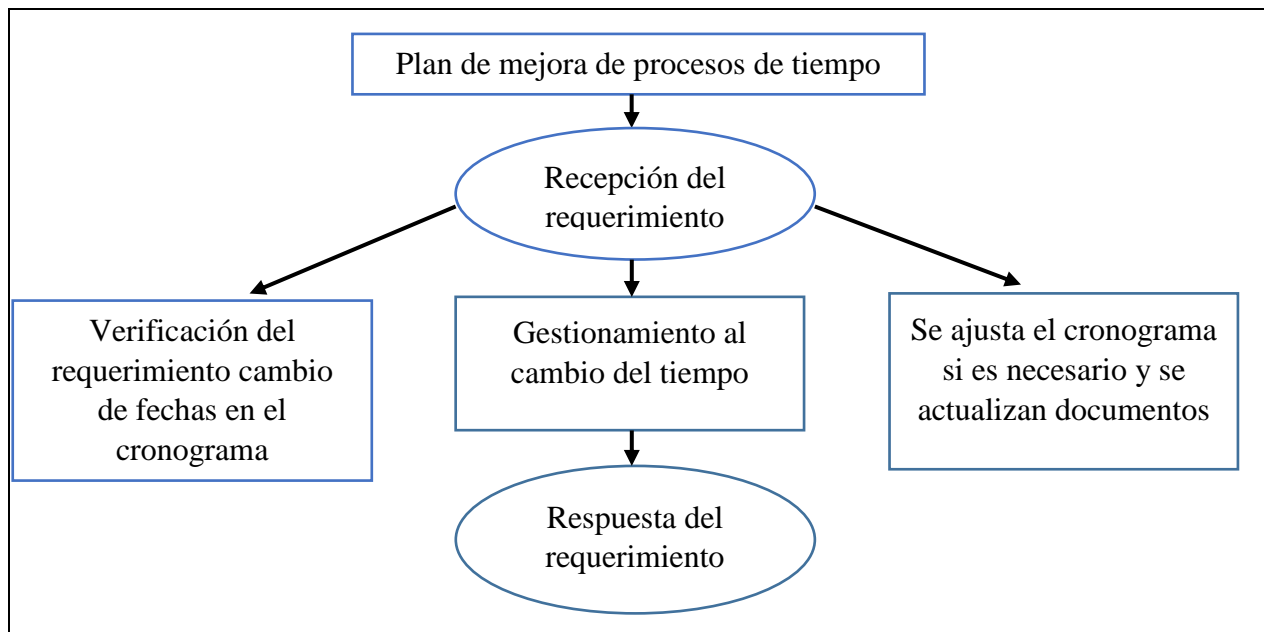 Plan de mejora de procesos de tiempo
Recepción del
requerimiento
Verificación del
requerimiento cambio
de fechas en el
cronograma
Gestionamiento al
cambio del tiempo
Se ajusta el cronograma
si es necesario y se
actualizan documentos
Respuesta del
requerimiento